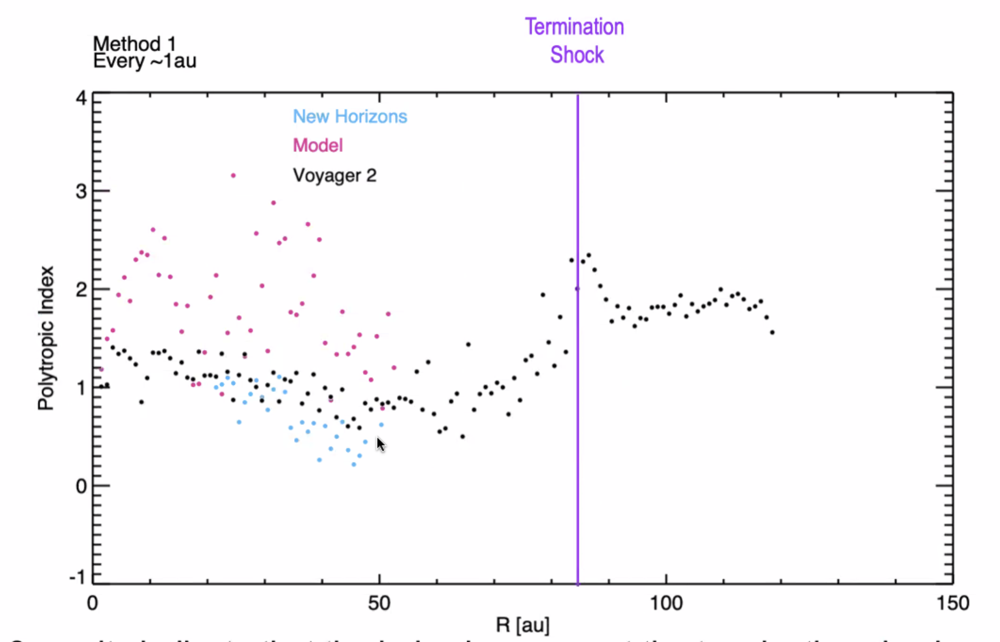 Termination
Shock
Method 1
Every ~1au
4
New Horizons
Model
Voyager 2
3
2
1
0
-1
Polytropic Index
0 50 100 150
R [au]